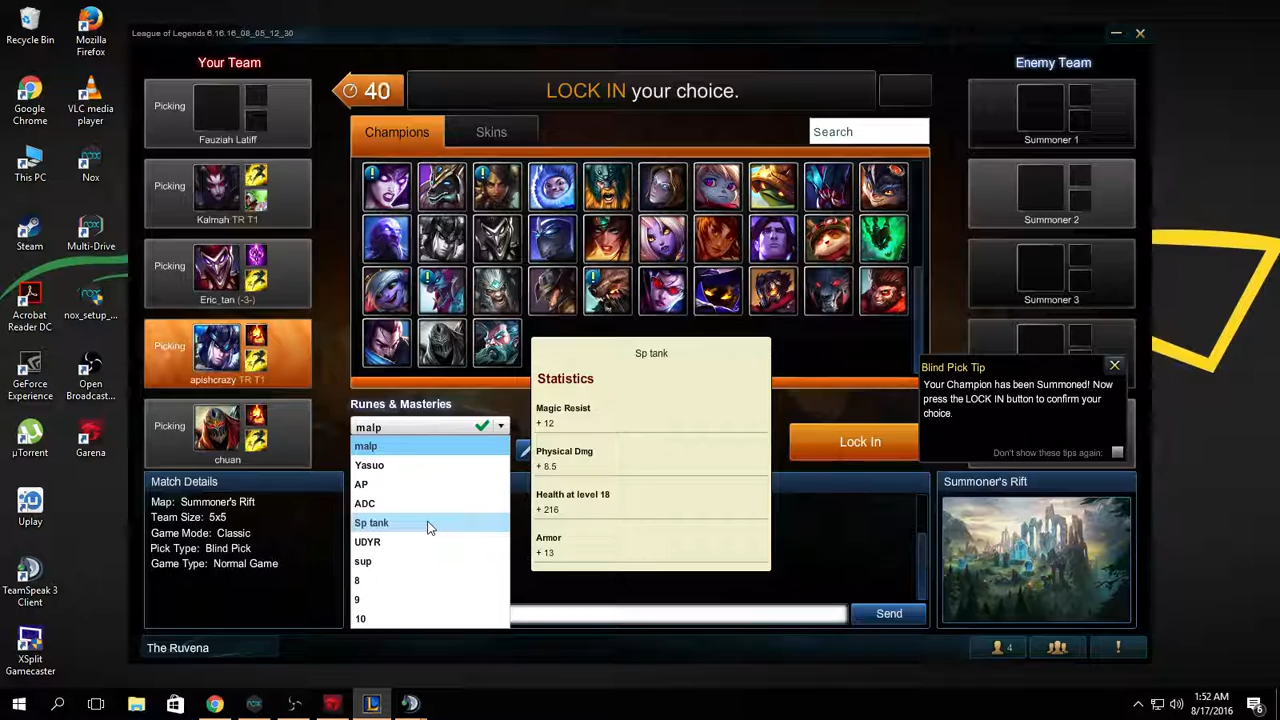 League of Legends 6.16.16_08_05_12_30
Recycle Bin
Mozilla
Firefox
Google
Chrome
VLC media
player
This PC
Nox
Steam
Multi-Drive
Acrobat
Reader DC
nox_setup_...
GeForce
Experience
Open
Broadcast...
µTorrent
Garena
Uplay
TeamSpeak 3
Client
XSplit
Gamecaster
Your Team
Picking
Fauziah Latiff
Picking
Kalmah TR T1
Picking
Eric_tan (-3-)
Picking
apishcrazy TR T1
Picking
chuan
40
LOCK IN your choice.
Champions
Skins
Search
Enemy Team
Summoner 1
Summoner 2
Summoner 3
Blind Pick Tip
Your Champion has been Summoned! Now
press the LOCK IN button to confirm your
choice.
Don't show these tips again:
Runes & Masteries
malp
malp
Yasuo
AP
ADC
Sp tank
UDYR
sup
8
9
10
Sp tank
Statistics
Magic Resist
+ 12
Physical Dmg
+ 8.5
Health at level 18
+ 216
Armor
+ 13
Lock In
Match Details
Map: Summoner's Rift
Team Size: 5x5
Game Mode: Classic
Pick Type: Blind Pick
Game Type: Normal Game
Summoner's Rift
Send
The Ruvena
4
1:52 AM
8/17/2016
6